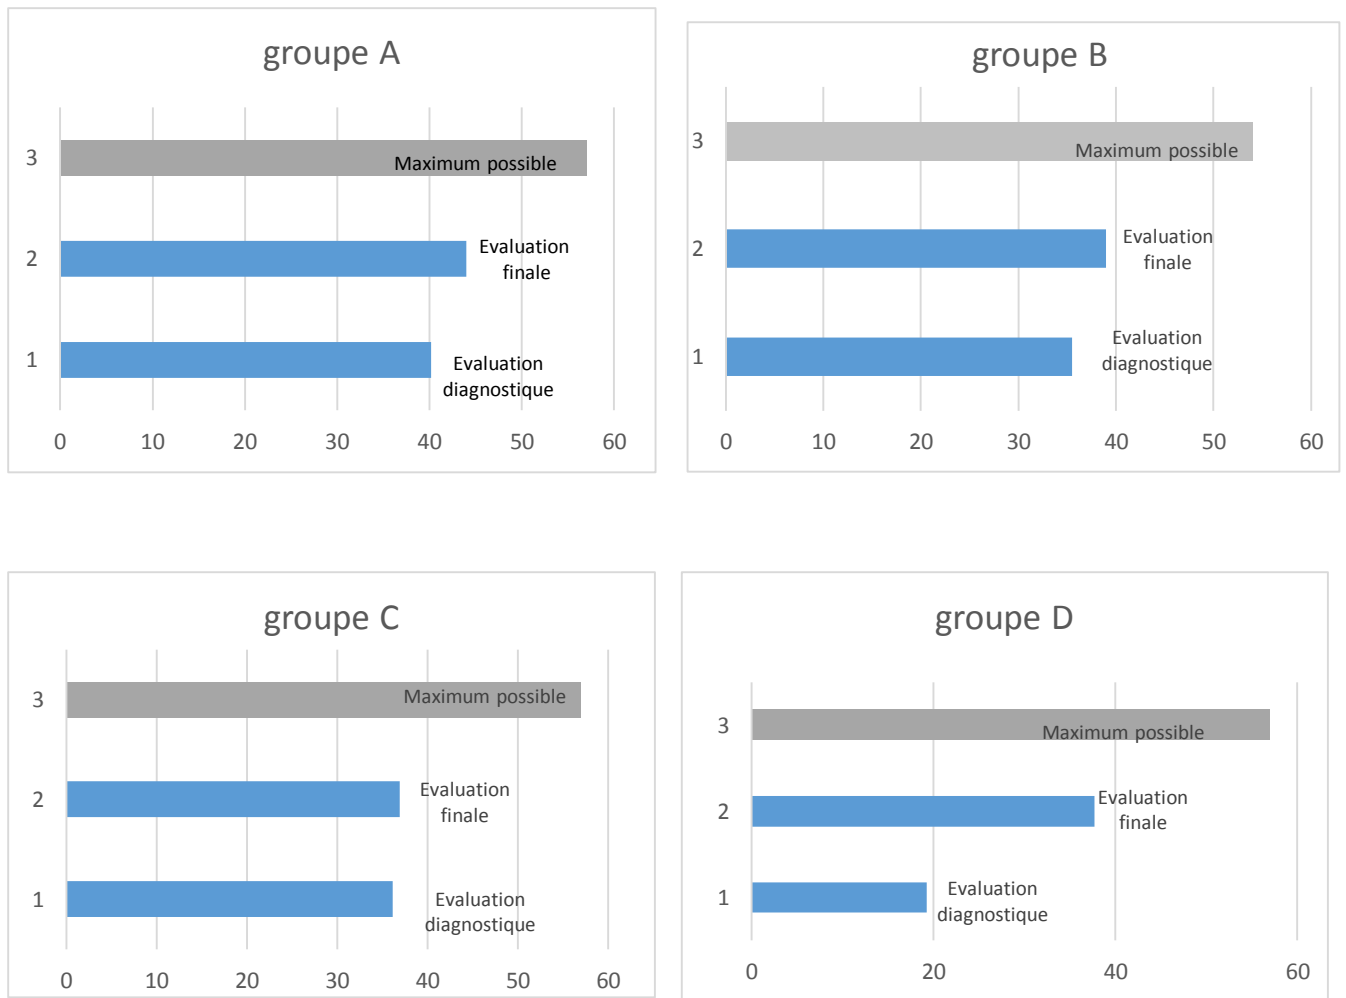 groupe A
3
Maximum possible
2
Evaluation
finale
1
Evaluation
diagnostique
0 10 20 30 40 50 60
groupe B
3
Maximum possible
2
Evaluation
finale
1
Evaluation
diagnostique
0 10 20 30 40 50 60
groupe C
3
Maximum possible
2
Evaluation
finale
1
Evaluation
diagnostique
0 10 20 30 40 50 60
groupe D
3
Maximum possible
2
Evaluation
finale
1
Evaluation
diagnostique
0 20 40 60